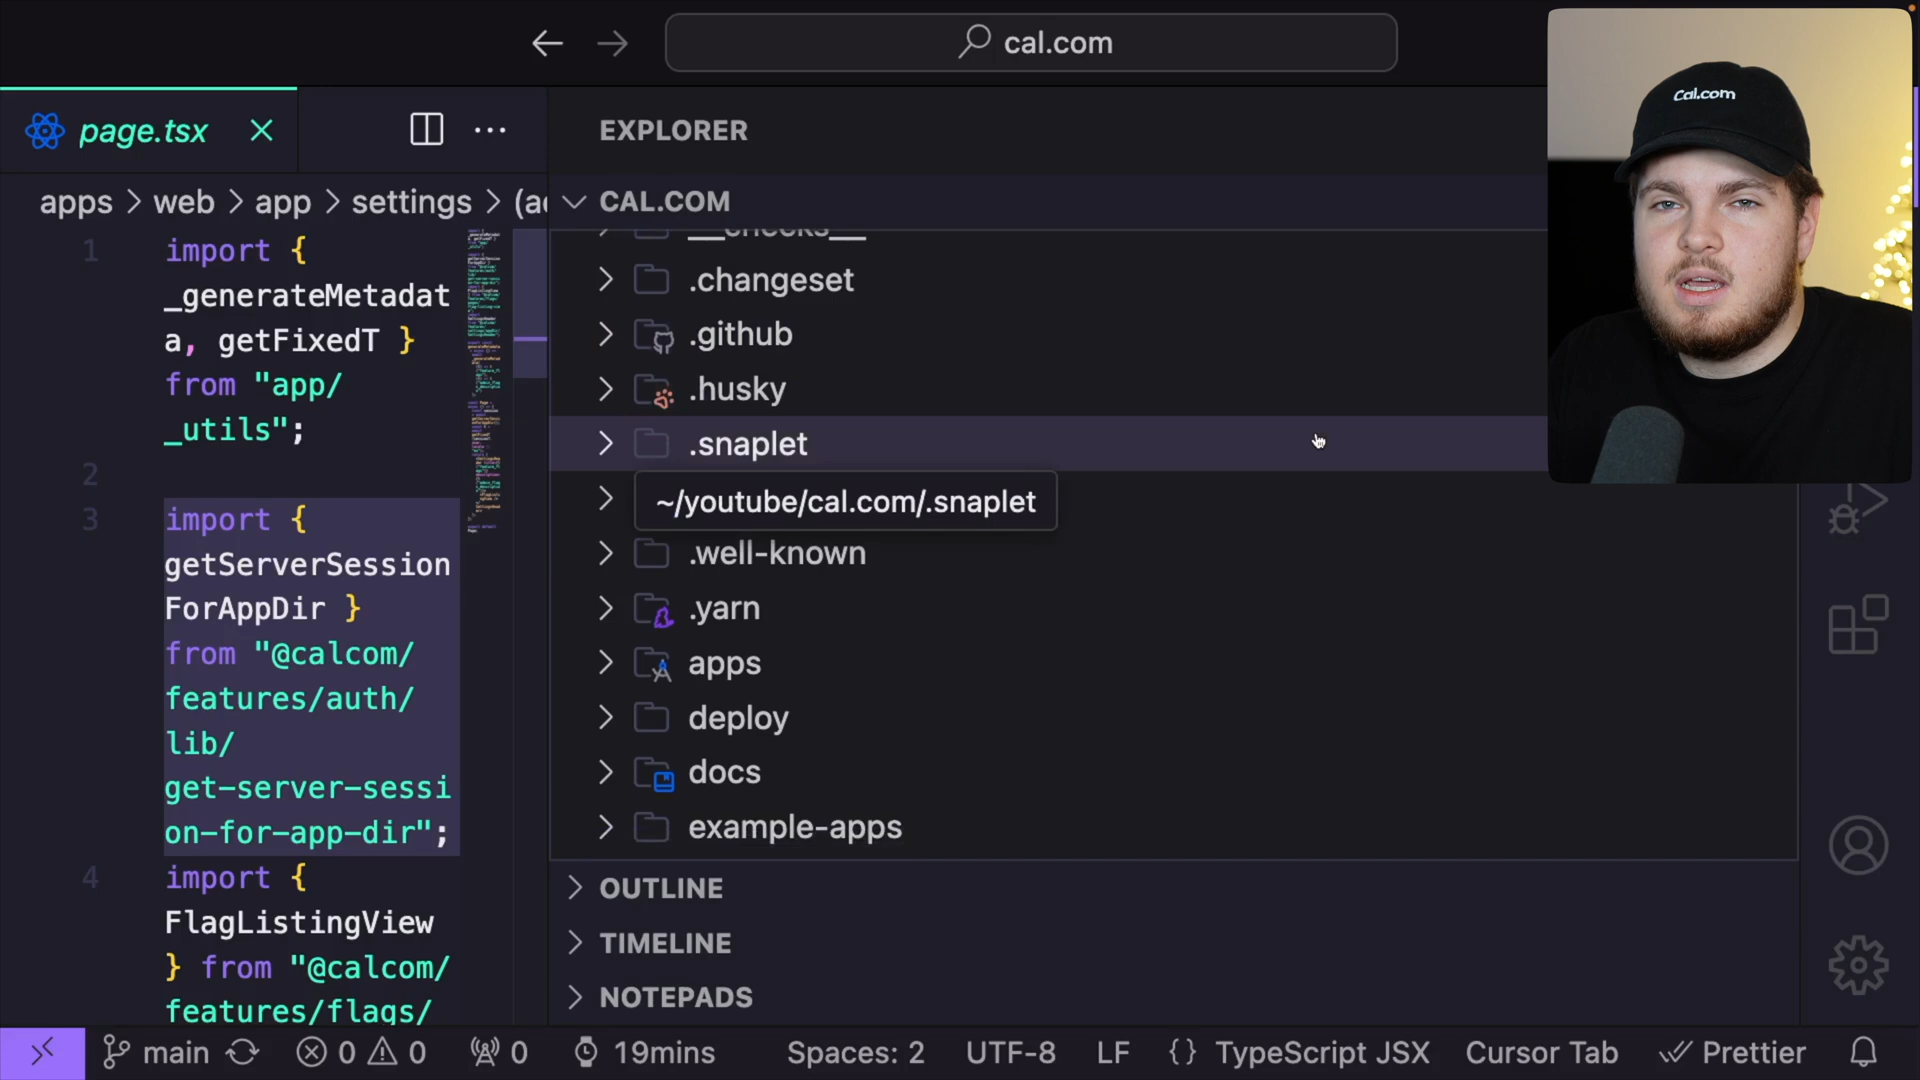 cal.com
Cal.com
page.tsx
EXPLORER
apps > web > app > settings >
CAL.COM
1 import {
_generateMetadat
a, getFixedT }
from "app/
_utils";
2
3 import {
getServerSession
ForAppDir }
from "@calcom/
features/auth/
lib/
get-server-sessi
on-for-app-dir";
4 import {
FlagListingView
} from "@calcom/
features/flags/
__checks__
.changeset
.github
.husky
.snaplet
~/youtube/cal.com/.snaplet
.well-known
.yarn
apps
deploy
docs
example-apps
OUTLINE
TIMELINE
NOTEPADS
main 0 0 0 19mins Spaces: 2 UTF-8 LF {} TypeScript JSX Cursor Tab Prettier